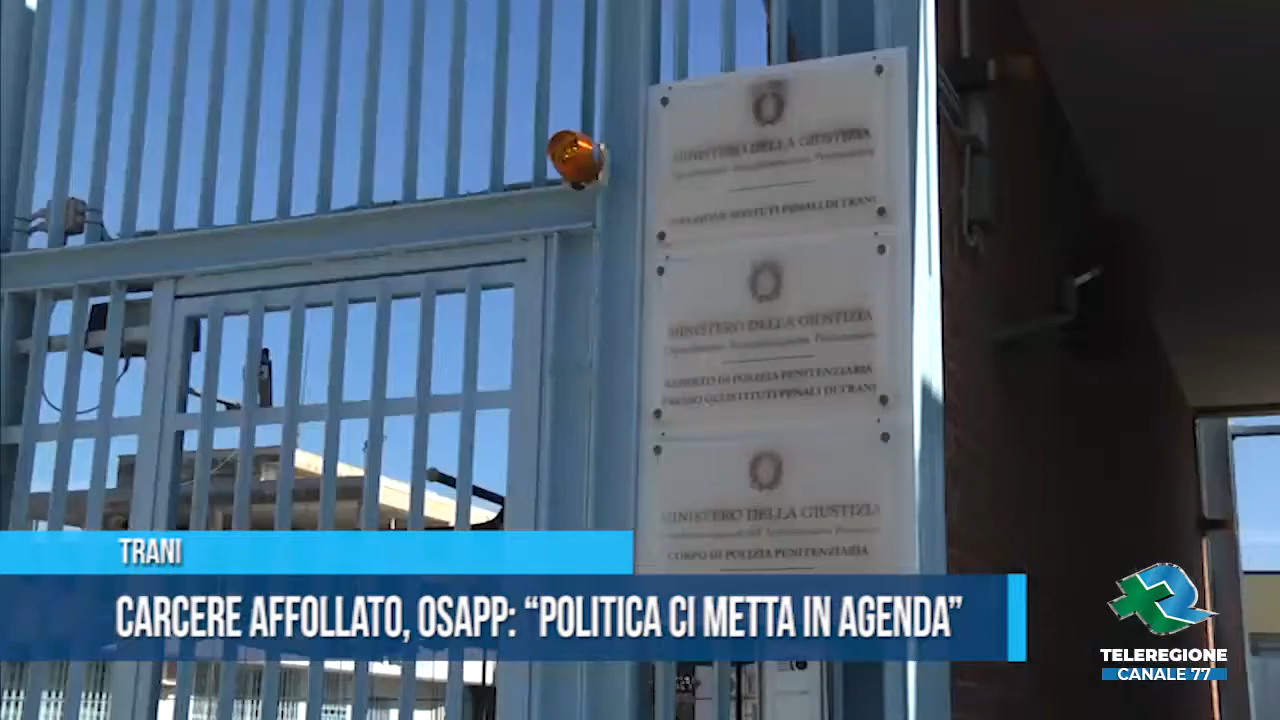 MINISTERO DELLA GIUSTIZIA
ISTITUTI PENALI DI TRANI
MINISTERO DELLA GIUSTIZIA
DI POLIZIA PENITENZIARIA
ISTITUTI PENALI DI TRANI
MINISTERO DELLA GIUSTIZIA
CORPO DI POLIZIA PENITENZIARIA
TRANI
CARCERE AFFOLLATO, OSAPP: “POLITICA CI METTA IN AGENDA”
TELEREGIONE
CANALE 77